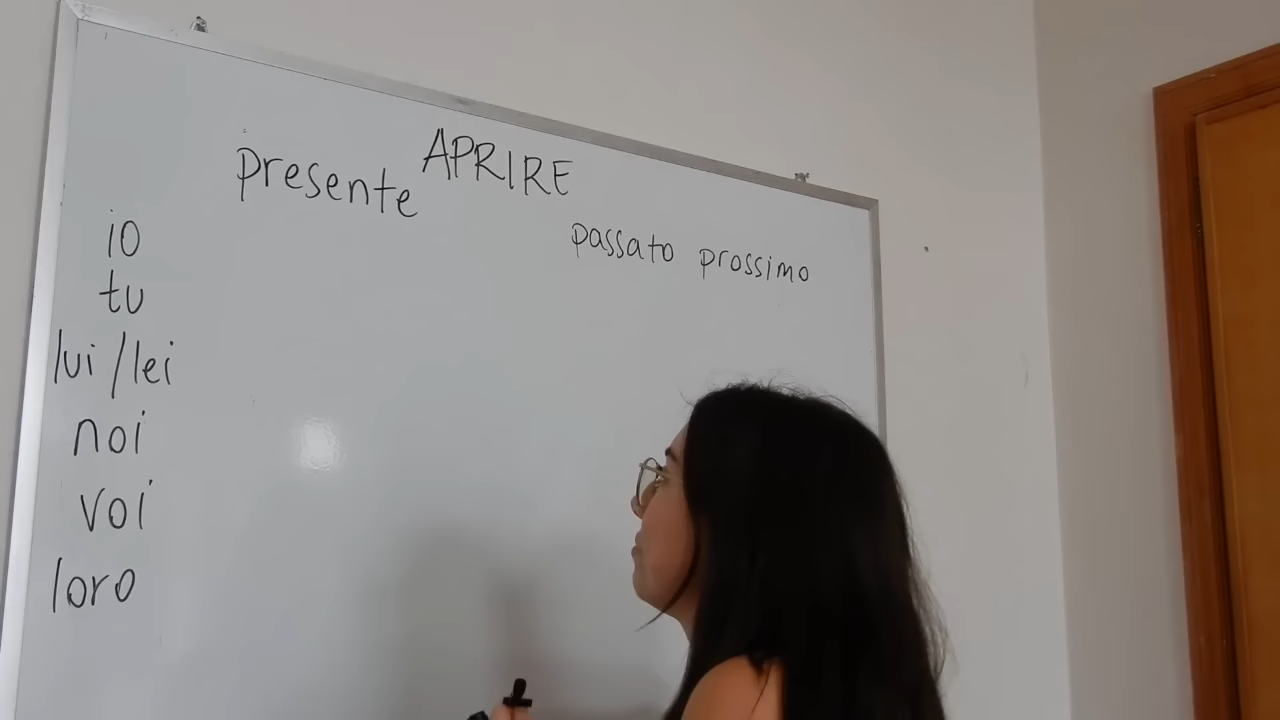 APRIRE
presente
passato prossimo
io
tu
lui/lei
noi
voi
loro